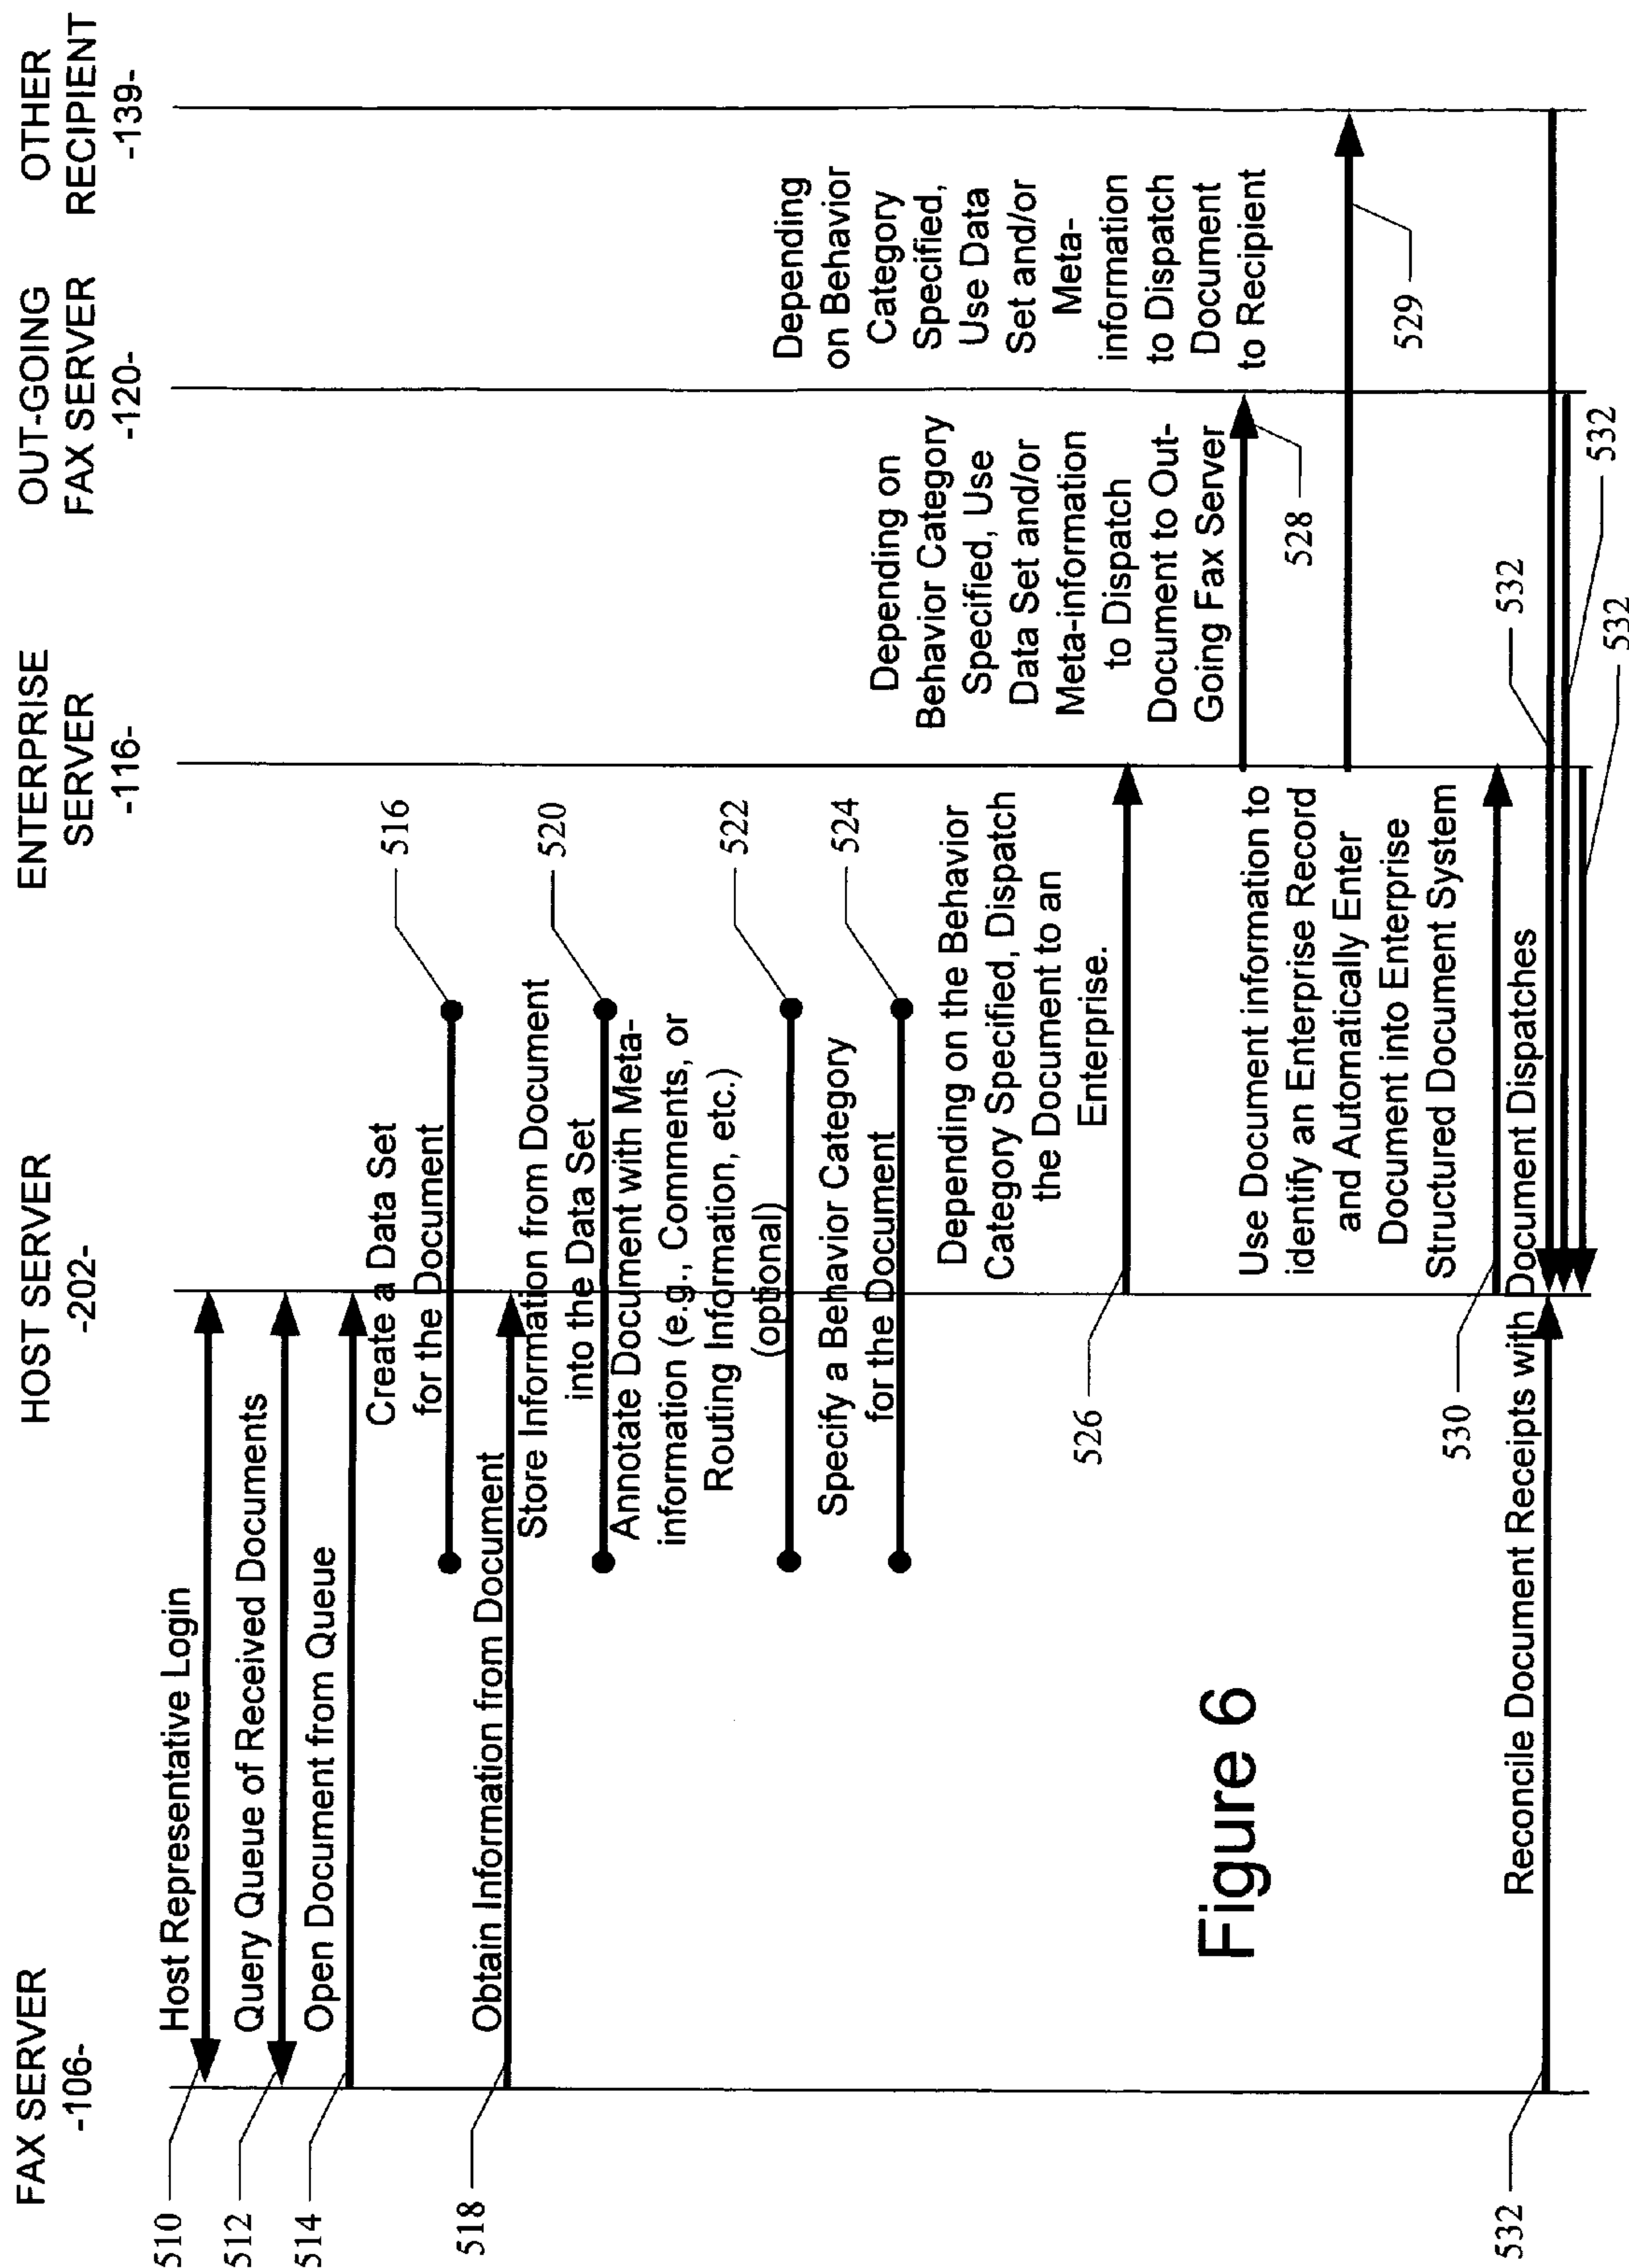 FAX SERVER
-106-
HOST SERVER
-202-
ENTERPRISE
SERVER
-116-
OUT-GOING
FAX SERVER
-120-
OTHER
RECIPIENT
-139-
510
Host Representative Login
512
Query Queue of Received Documents
514
Open Document from Queue
Create a Data Set
for the Document
516
518
Obtain Information from Document
Store Information from Document
into the Data Set
520
Annotate Document with Meta-
information (e.g., Comments, or
Routing Information, etc.)
(optional)
522
Specify a Behavior Category
for the Document
524
Depending on the Behavior
Category Specified, Dispatch
the Document to an
Enterprise.
526
Depending on
Behavior Category
Specified, Use
Data Set and/or
Meta-information
to Dispatch
Document to Out-
Going Fax Server
528
Depending
on Behavior
Category
Specified,
Use Data
Set and/or
Meta-
information
to Dispatch
Document
to Recipient
529
Use Document information to
identify an Enterprise Record
and Automatically Enter
Document into Enterprise
Structured Document System
530
Reconcile Document Receipts with Document Dispatches
532
532
532
532
Figure 6